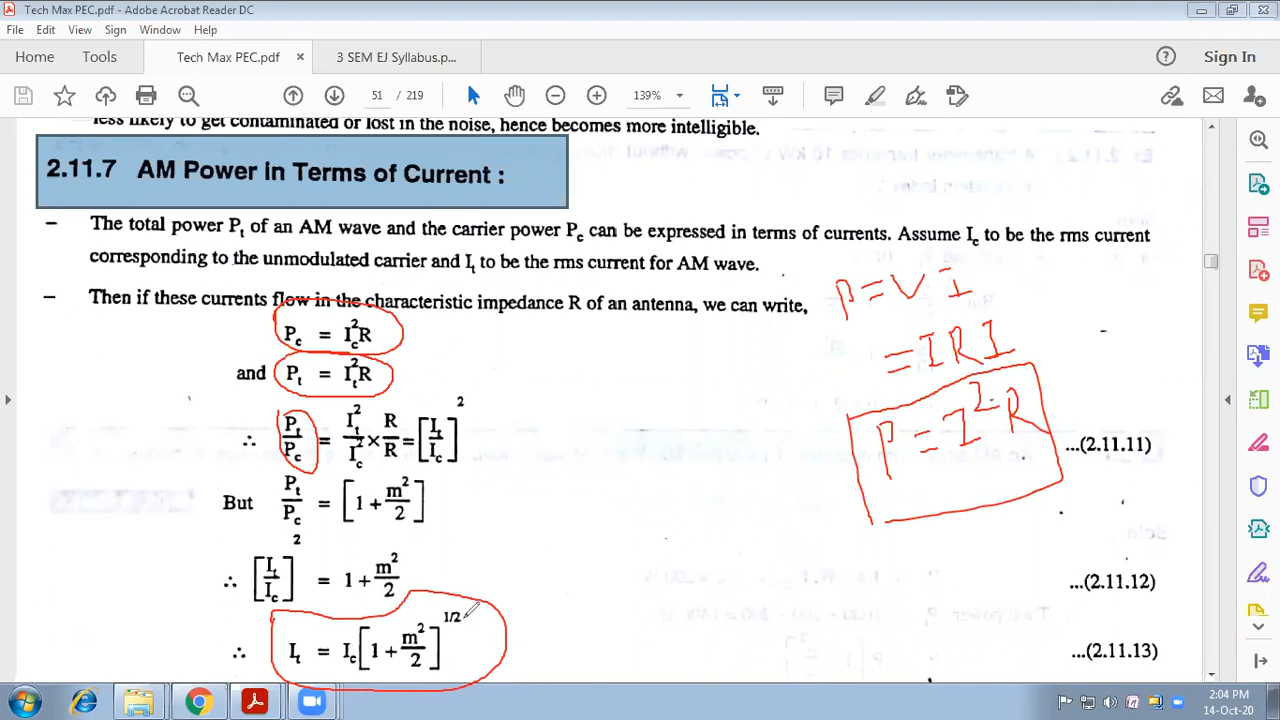 Tech Max PEC.pdf - Adobe Acrobat Reader DC
File Edit View Sign Window Help
Home Tools Tech Max PEC.pdf × 3 SEM EJ Syllabus.p... ? Sign In
51 / 219 139%
less likely to get contaminated or lost in the noise, hence becomes more intelligible.
2.11.7 AM Power in Terms of Current :
– The total power Pt of an AM wave and the carrier power Pc can be expressed in terms of currents. Assume Ic to be the rms current
corresponding to the unmodulated carrier and It to be the rms current for AM wave.
– Then if these currents flow in the characteristic impedance R of an antenna, we can write,
P = V I
Pc = Ic² R
= I R I
and Pt = It² R
P = I² R
∴ Pt/Pc = It²/Ic² × R/R = [It/Ic]² ...(2.11.11)
But Pt/Pc = [1 + m²/2]
∴ [It/Ic]² = 1 + m²/2 ...(2.11.12)
∴ It = Ic [1 + m²/2]^1/2 ...(2.11.13)
2:04 PM
14-Oct-20